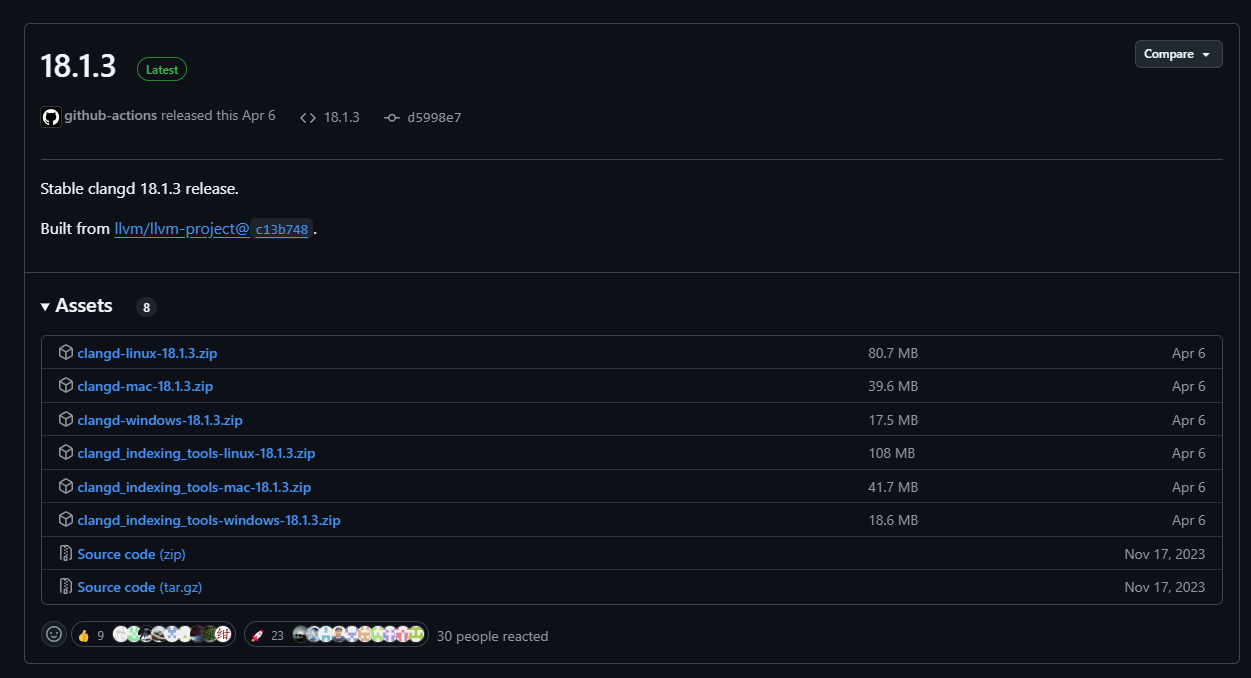 18.1.3 Latest Compare
github-actions released this Apr 6 18.1.3 d5998e7
Stable clangd 18.1.3 release.
Built from llvm/llvm-project@c13b748.
Assets 8
clangd-linux-18.1.3.zip 80.7 MB Apr 6
clangd-mac-18.1.3.zip 39.6 MB Apr 6
clangd-windows-18.1.3.zip 17.5 MB Apr 6
clangd_indexing_tools-linux-18.1.3.zip 108 MB Apr 6
clangd_indexing_tools-mac-18.1.3.zip 41.7 MB Apr 6
clangd_indexing_tools-windows-18.1.3.zip 18.6 MB Apr 6
Source code (zip) Nov 17, 2023
Source code (tar.gz) Nov 17, 2023
👍 9 🚀 23 30 people reacted